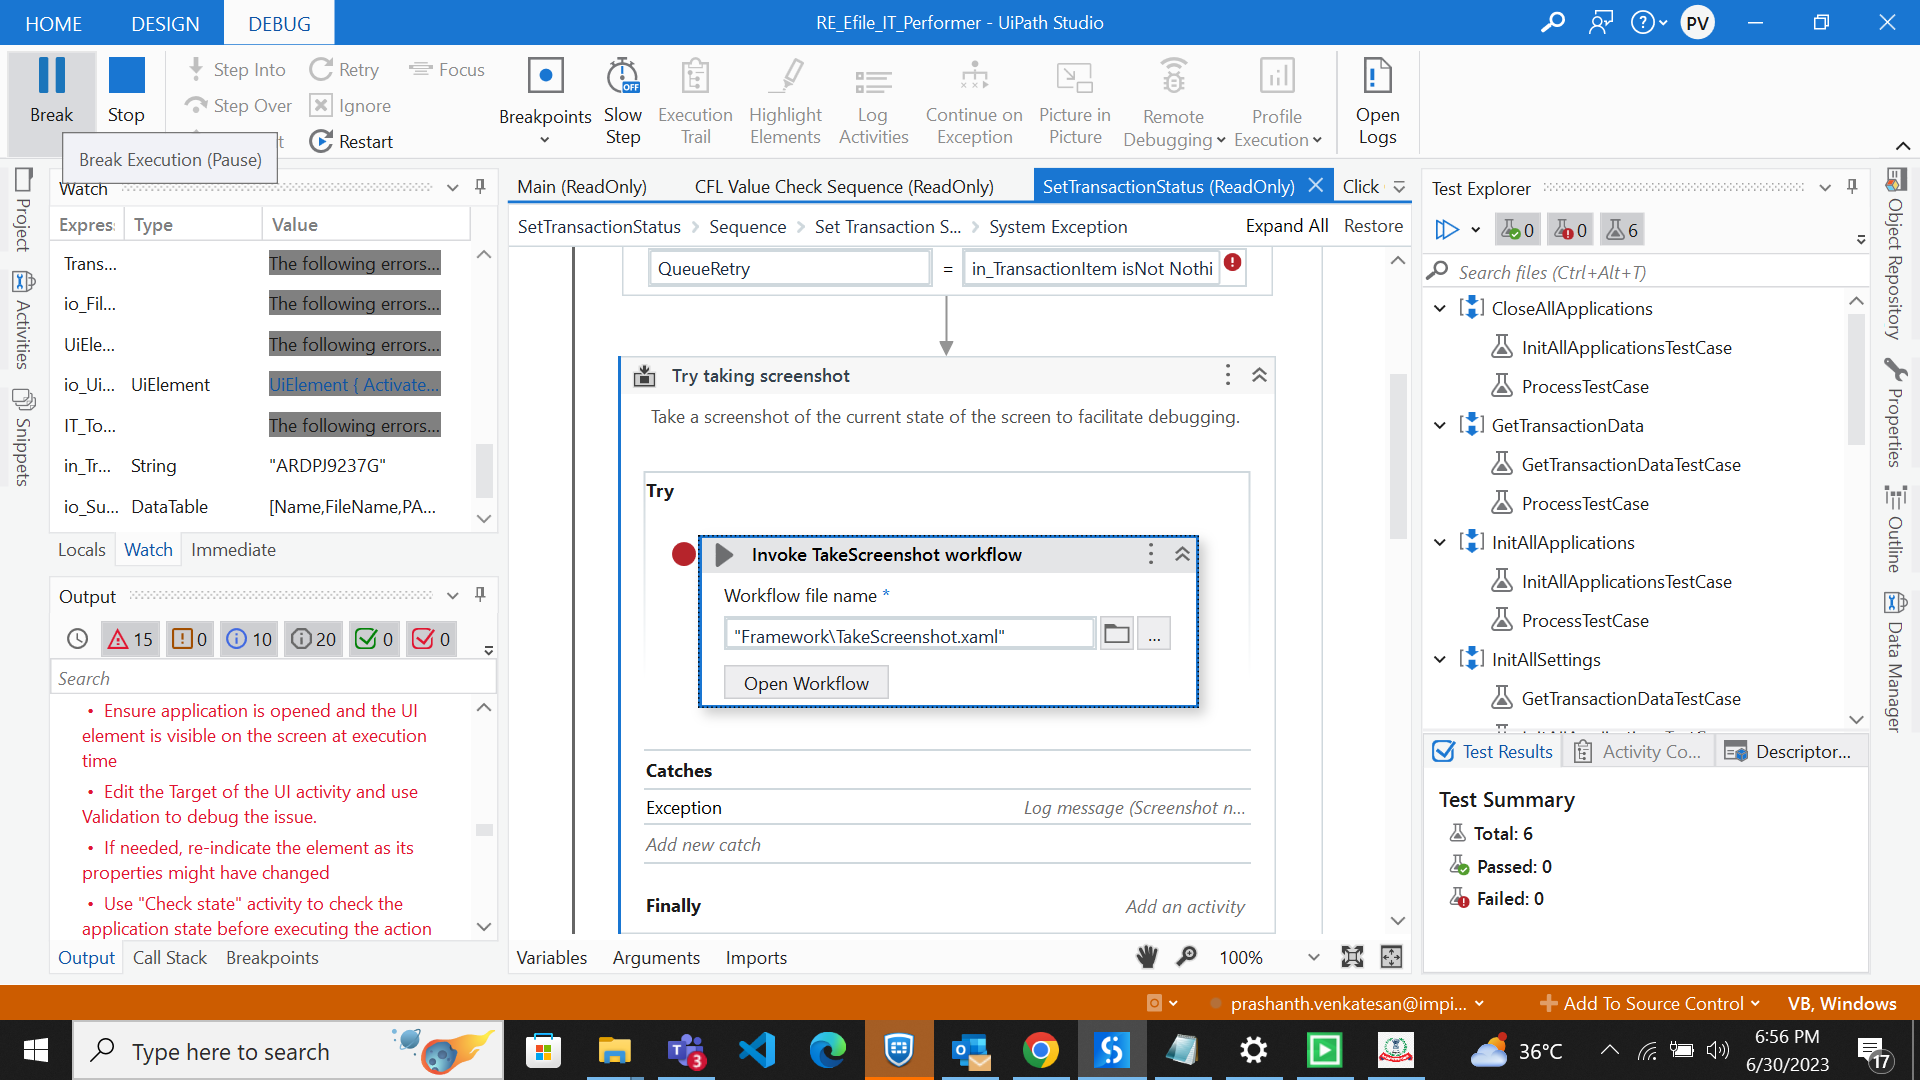 HOME DESIGN DEBUG RE_Efile_IT_Performer - UiPath Studio PV
Break Stop Step Into Retry Focus
Step Over Ignore
Restart
Breakpoints
Slow
Step
Execution
Trail
Highlight
Elements
Log
Activities
Continue on
Exception
Picture in
Picture
Remote
Debugging
Profile
Execution
Open
Logs
OFF
Break Execution (Pause)
Project
Activities
Snippets
Watch
Expres Type Value
Trans... The following errors...
io_Fil... The following errors...
UiEle... The following errors...
io_Ui... UiElement UiElement { Activate...
IT_To... The following errors...
in_Tr... String "ARDPJ9237G"
io_Su... DataTable [Name,FileName,PA...
Locals Watch Immediate
Output
15 0 10 20 0 0
Search
• Ensure application is opened and the UI
element is visible on the screen at execution
time
• Edit the Target of the UI activity and use
Validation to debug the issue.
• If needed, re-indicate the element as its
properties might have changed
• Use "Check state" activity to check the
application state before executing the action
Output Call Stack Breakpoints
Main (ReadOnly) CFL Value Check Sequence (ReadOnly) SetTransactionStatus (ReadOnly) Click
SetTransactionStatus Sequence Set Transaction S... System Exception Expand All Restore
QueueRetry = in_TransactionItem isNot Nothi
Try taking screenshot
Take a screenshot of the current state of the screen to facilitate debugging.
Try
Invoke TakeScreenshot workflow
Workflow file name *
"Framework\TakeScreenshot.xaml"
...
Open Workflow
Catches
Exception Log message (Screenshot n...
Add new catch
Finally Add an activity
Variables Arguments Imports 100%
Test Explorer
0 0 6
Search files (Ctrl+Alt+T)
CloseAllApplications
InitAllApplicationsTestCase
ProcessTestCase
GetTransactionData
GetTransactionDataTestCase
ProcessTestCase
InitAllApplications
InitAllApplicationsTestCase
ProcessTestCase
InitAllSettings
GetTransactionDataTestCase
Test Results Activity Co... Descriptor...
Test Summary
Total: 6
Passed: 0
Failed: 0
Object Repository
Properties
Outline
Data Manager
prashanth.venkatesan@impi... Add To Source Control VB, Windows
Type here to search
3
36°C
6:56 PM
6/30/2023
17